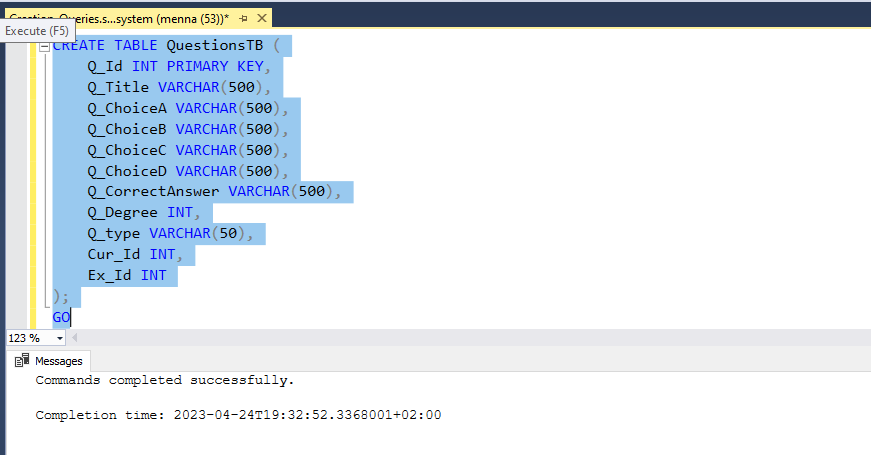 Creation_Queries.s...system (menna (53))*
Execute (F5)
CREATE TABLE QuestionsTB (
Q_Id INT PRIMARY KEY,
Q_Title VARCHAR(500),
Q_ChoiceA VARCHAR(500),
Q_ChoiceB VARCHAR(500),
Q_ChoiceC VARCHAR(500),
Q_ChoiceD VARCHAR(500),
Q_CorrectAnswer VARCHAR(500),
Q_Degree INT,
Q_type VARCHAR(50),
Cur_Id INT,
Ex_Id INT
);
GO
123 %
Messages
Commands completed successfully.
Completion time: 2023-04-24T19:32:52.3368001+02:00